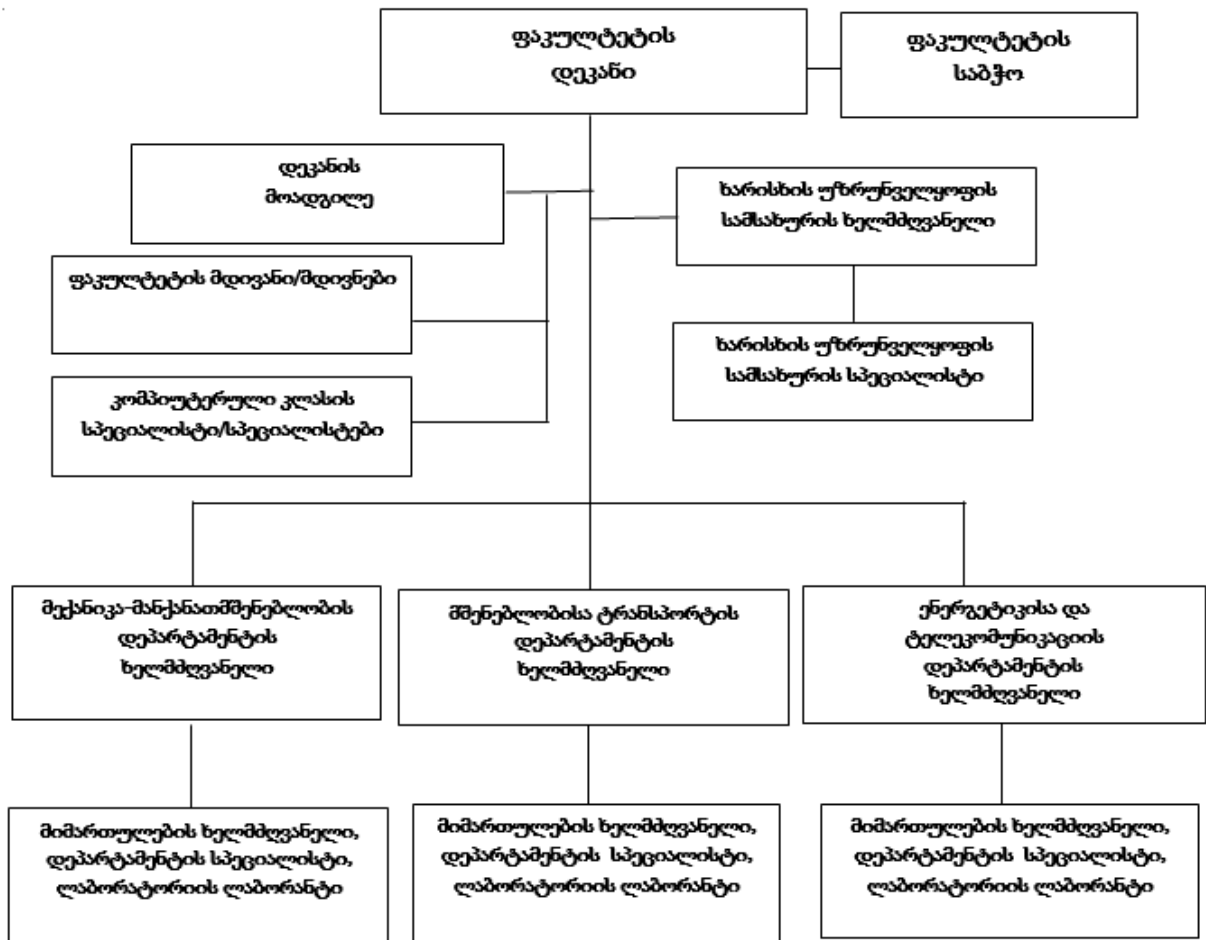 ფაკულტეტის
დეკანი
ფაკულტეტის
საბჭო
დეკანის
მოადგილე
ხარისხის უზრუნველყოფის
სამსახურის ხელმძღვანელი
ფაკულტეტის მდივანი/მდივნები
ხარისხის უზრუნველყოფის
სამსახურის სპეციალისტი
კომპიუტერული კლასის
სპეციალისტი/სპეციალისტები
მექანიკა-მანქანათმშენებლობის
დეპარტამენტის
ხელმძღვანელი
მშენებლობისა ტრანსპორტის
დეპარტამენტის
ხელმძღვანელი
ენერგეტიკისა და
ტელეკომუნიკაციის
დეპარტამენტის
ხელმძღვანელი
მიმართულების ხელმძღვანელი,
დეპარტამენტის სპეციალისტი,
ლაბორატორიის ლაბორანტი
მიმართულების ხელმძღვანელი,
დეპარტამენტის სპეციალისტი,
ლაბორატორიის ლაბორანტი
მიმართულების ხელმძღვანელი,
დეპარტამენტის სპეციალისტი,
ლაბორატორიის ლაბორანტი